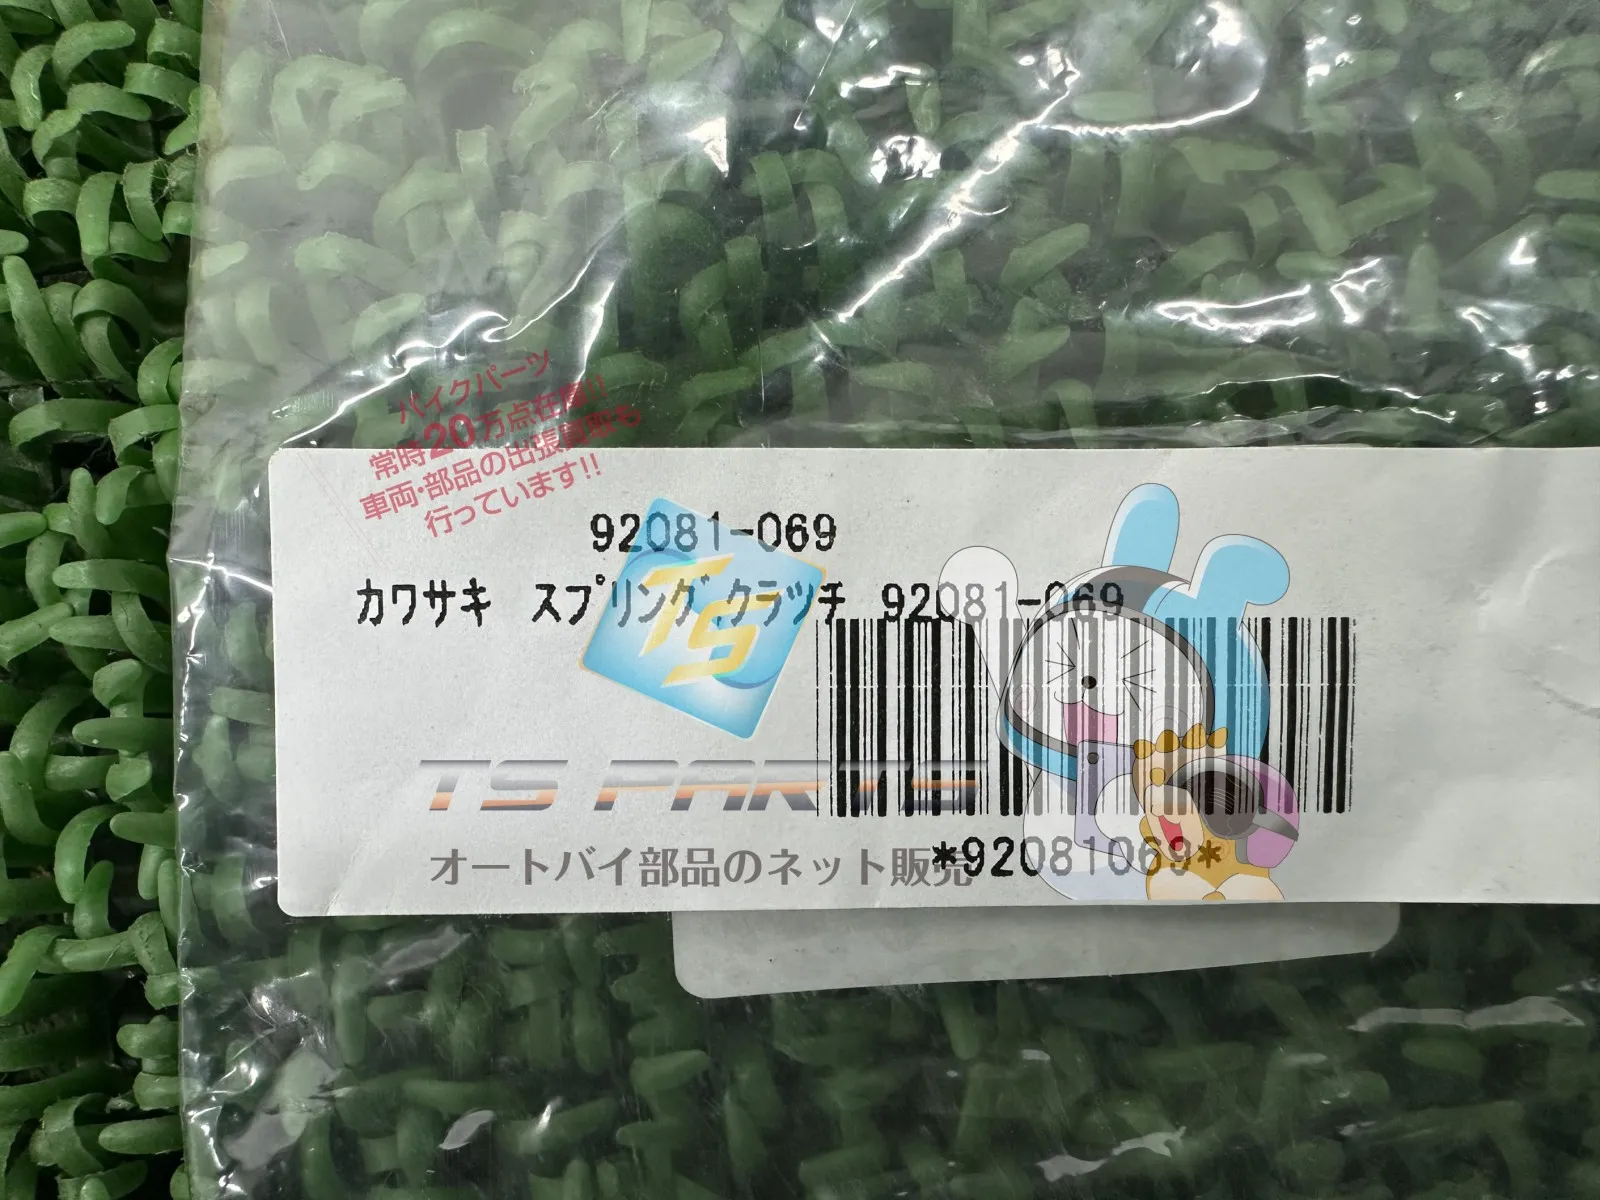 バイクパーツ
常時20万点在庫!!
車両・部品の出張買取も
行っています!!
92081-069
カワサキ スプリング,クラツチ 92081-069
TS
TS PARTS
オートバイ部品のネット販売
*92081069*